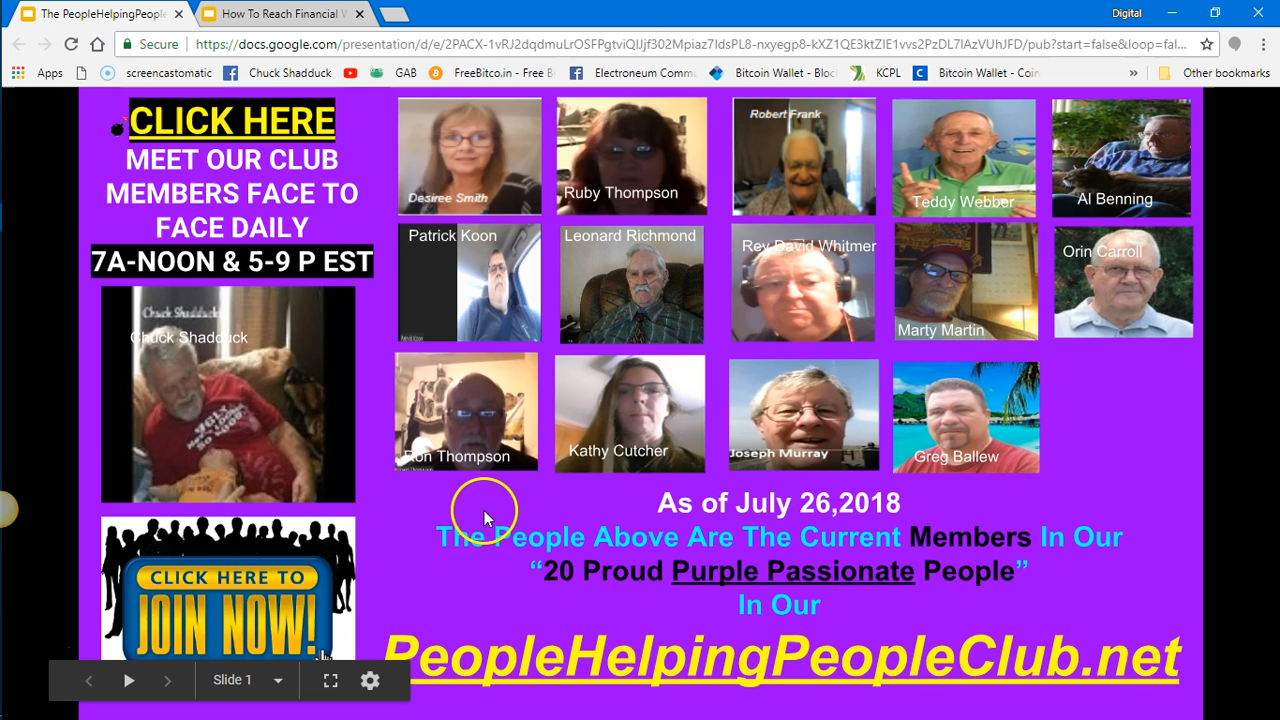 The PeopleHelpingPeople
How To Reach Financial
Digital
Secure
https://docs.google.com/presentation/d/e/2PACX-1vRJ2dqdmuLrOSFPgtviQlJjf302Mpiaz7ldsPL8-nxyegp8-kXZ1QE3ktZIE1vvs2PzDL7lAzVUhJFD/pub?start=false&loop=fal...
Apps
screencastomatic
Chuck Shadduck
GAB
FreeBitco.in - Free B
Electroneum Comm
Bitcoin Wallet - Bloc
KCPL
Bitcoin Wallet - Coin
»
Other bookmarks
CLICK HERE
MEET OUR CLUB
MEMBERS FACE TO
FACE DAILY
7A-NOON & 5-9 P EST
Chuck Shadduck
Chuck Shadduck
CLICK HERE TO
JOIN NOW!
Desiree Smith
Ruby Thompson
Robert Frank
Teddy Webber
Al Benning
Patrick Koon
Leonard Richmond
Rev David Whitmer
Marty Martin
Orin Carroll
Ron Thompson
Kathy Cutcher
Joseph Murray
Greg Ballew
As of July 26,2018
The People Above Are The Current Members In Our
“20 Proud Purple Passionate People”
In Our
PeopleHelpingPeopleClub.net
Slide 1